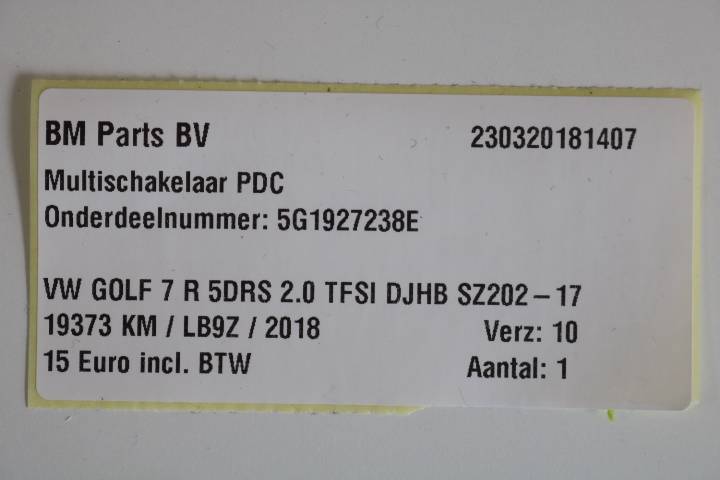 BM Parts BV 230320181407
Multischakelaar PDC
Onderdeelnummer: 5G1927238E
VW GOLF 7 R 5DRS 2.0 TFSI DJHB SZ202-17
19373 KM / LB9Z / 2018 Verz: 10
15 Euro incl. BTW Aantal: 1